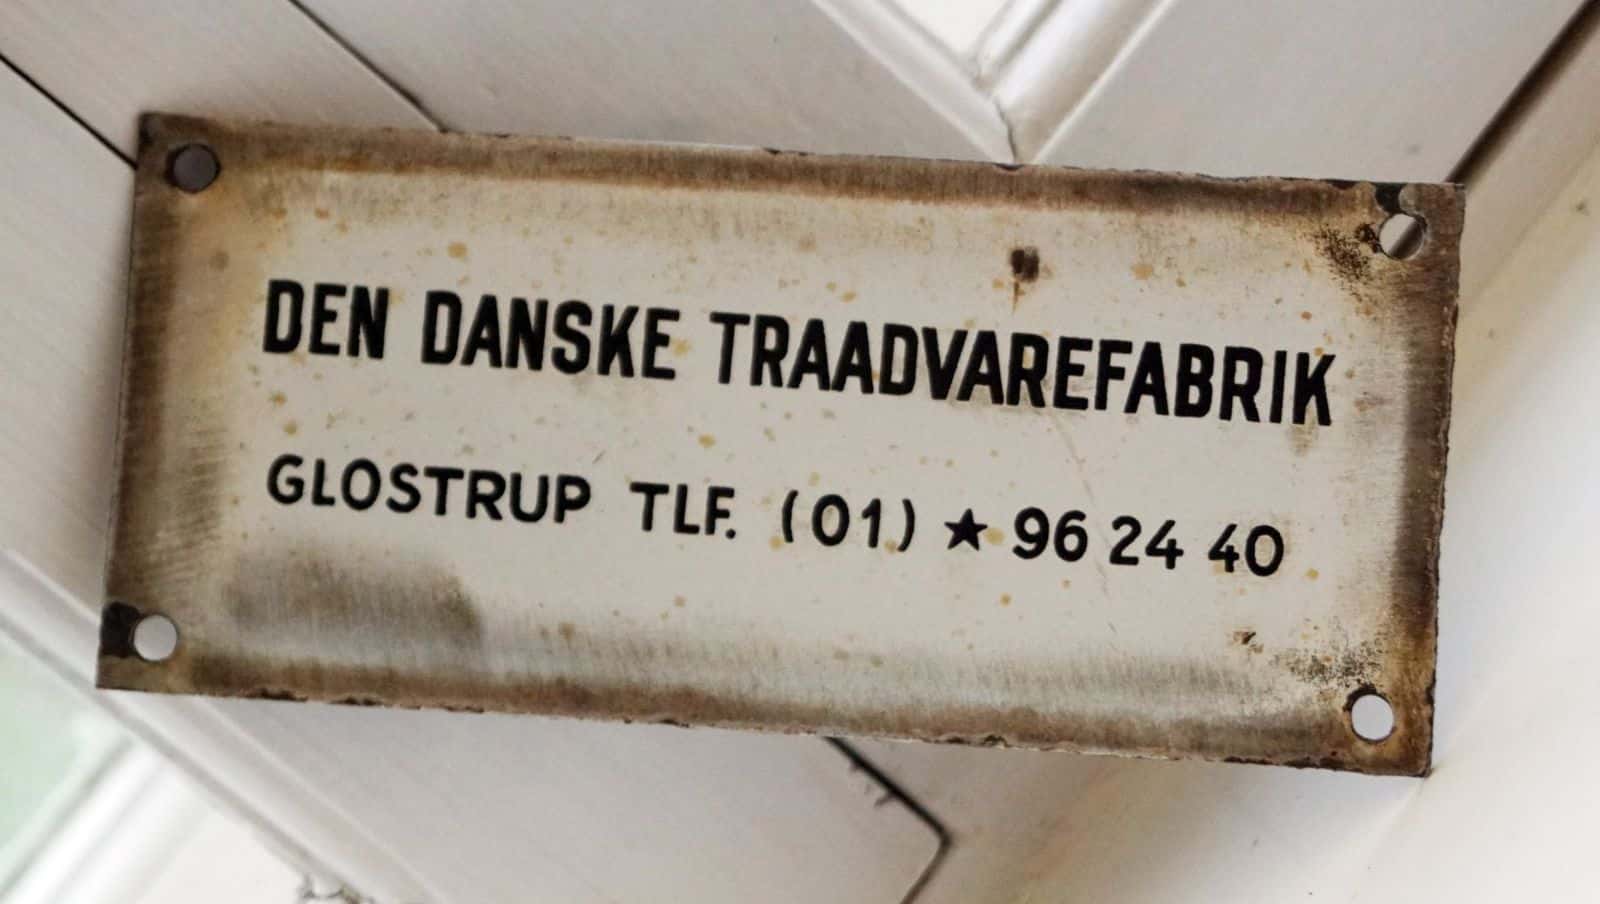 DEN DANSKE TRAADVAREFABRIK
GLOSTRUP TLF. (01) ★ 96 24 40